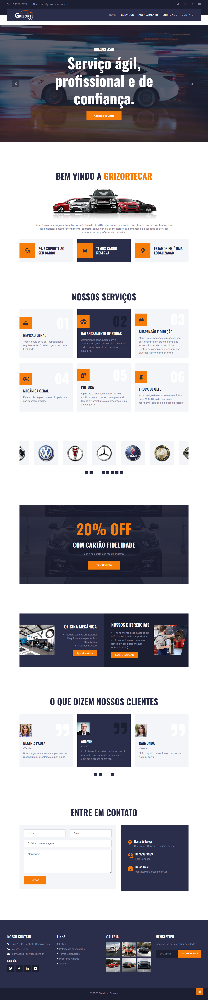 62 9999-9999 | contato@grizortecar.com.br
GRIZORTE
CAR
HOME SERVIÇOS AGENDAMENTO SOBRE NÓS CONTATO
GRIZORTECAR
Serviço ágil,
profissional e de
confiança.
Agende sua Visita
BEM VINDO A GRIZORTECAR
GMC
Referência em serviços automotivos em Goiânia desde 2012, com conceito inovador que oferece diversas vantagens para
seus clientes: o melhor atendimento, conforto, conveniência, os melhores equipamentos e a qualidade de serviços
executados por profissionais treinados.
24/7 SUPORTE AO
SEU CARRO
TEMOS CARRO
RESERVA
ESTAMOS EM ÓTIMA
LOCALIZAÇÃO
NOSSOS SERVIÇOS
01
REVISÃO GERAL
Todo veículo deve ser inspecionado
regularmente. A revisão geral tem como
finalidade
02
BALANCEAMENTO DE RODAS
Comumente confundido com o
alinhamento, este serviço visa deixar as
rodas do seu veículo em perfeito
equilíbrio.
03
SUSPENSÃO E DIREÇÃO
Manter a suspensão e direção do seu
carro sempre em ordem é uma das
especialidades da nossa oficina.
Realizamos completa checagem dos
diversos itens e componentes
04
MECÂNICA GERAL
É a estrutura geral do veículo, pela qual
são desmembradas...
05
PINTURA
A pintura é uma parte importante da
estética do carro, mas com o passar do
tempo é normal que ela apresente sinais
de desgaste.
06
TROCA DE ÓLEO
Este serviço deve ser feito em média a
cada 10.000 km de acordo com o
fabricante, tipo de óleo e uso do veículo.
SAAB
NIS
20% OFF
COM CARTÃO FIDELIDADE
Faça o seu cartão no ato do cadastro.
Fazer Cadastro
OFICINA MECÂNICA
• Equipe técnica profissional
• Máquinas e equipamentos
atualizados
• Fácil localização
Agendar Visita
NOSSOS DIFERENCIAIS
• Atendimento especializado em
veículos nacionais e importados
• Transparência no orçamento
(fotos e vídeos para melhor
entendimento)
Fazer Orçamento
O QUE DIZEM NOSSOS CLIENTES
BEATRIZ PAULA
Cliente
Ótimo lugar, me atendeu super bem.. e
resolveu meu problema.. super indico
ADEMIR
Cliente
Está oficina é uma das melhores que já
vi, rápido, transparente, preço justo e
um excelente atendimento.
RAIMUNDA
Cliente
Muito rapido o atendimento eo conserto
no meu carro.
ENTRE EM CONTATO
Nome
Email
Objetivo da mensagem
Mensagem
Enviar
Nosso Endereço
Rua 75, 46, Central - Goiânia, Goiás
62 3999-9999
Fale Conosco
Nosso Email
contato@grizortecar.com.br
NOSSO CONTATO
Rua 75, 46, Central - Goiânia, Goiás
62 9999-9999
contato@grizortecar.com.br
SIGA-NÓS
LINKS
Entrar
Política de privacidade
Termo & Condiçõs
Programa Afiliado
Ajuda
GALERIA
NEWSLETTER
Inscreva-se para receber novidades
Seu Email
INSCREVER-SE
© 2025 Cleidison Grizote